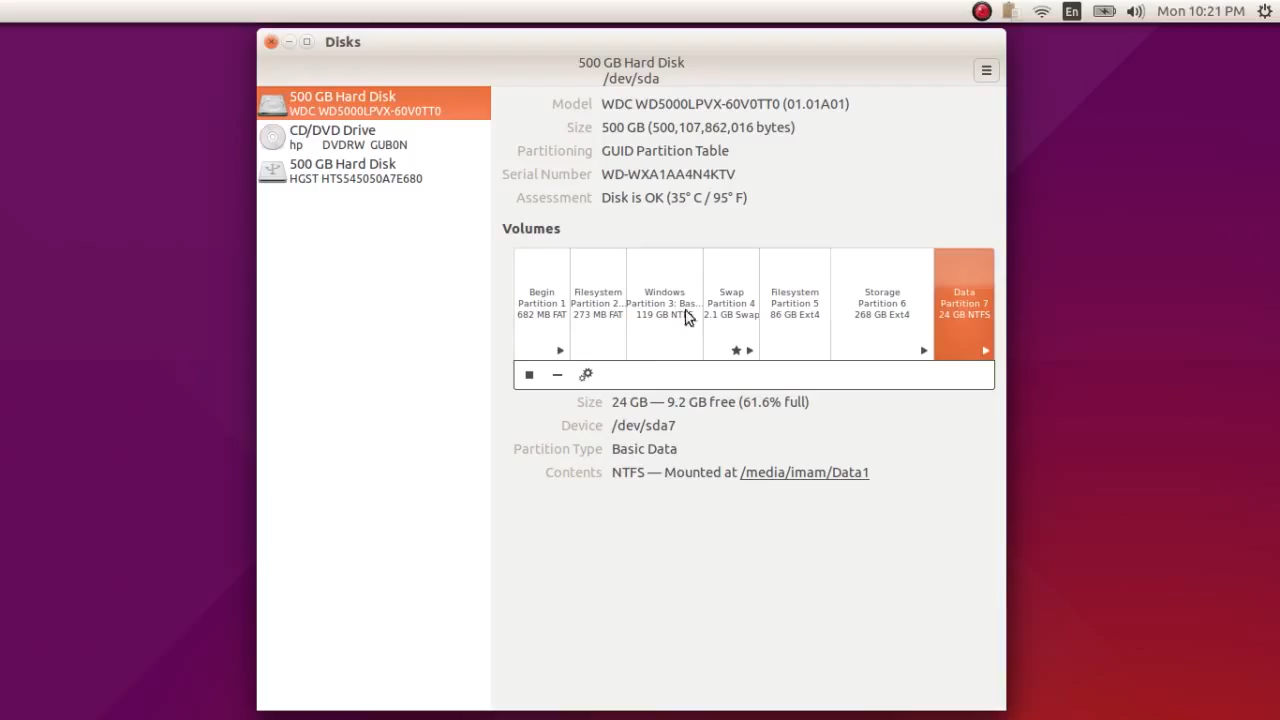 En
Mon 10:21 PM
Disks
500 GB Hard Disk
/dev/sda
500 GB Hard Disk
WDC WD5000LPVX-60V0TT0
CD/DVD Drive
hp DVDRW GUB0N
500 GB Hard Disk
HGST HTS545050A7E680
Model WDC WD5000LPVX-60V0TT0 (01.01A01)
Size 500 GB (500,107,862,016 bytes)
Partitioning GUID Partition Table
Serial Number WD-WXA1AA4N4KTV
Assessment Disk is OK (35° C / 95° F)
Volumes
Begin
Partition 1
682 MB FAT
Filesystem
Partition 2...
273 MB FAT
Windows
Partition 3: Bas...
119 GB NTFS
Swap
Partition 4
2.1 GB Swap
Filesystem
Partition 5
86 GB Ext4
Storage
Partition 6
268 GB Ext4
Data
Partition 7
24 GB NTFS
Size 24 GB — 9.2 GB free (61.6% full)
Device /dev/sda7
Partition Type Basic Data
Contents NTFS — Mounted at /media/imam/Data1